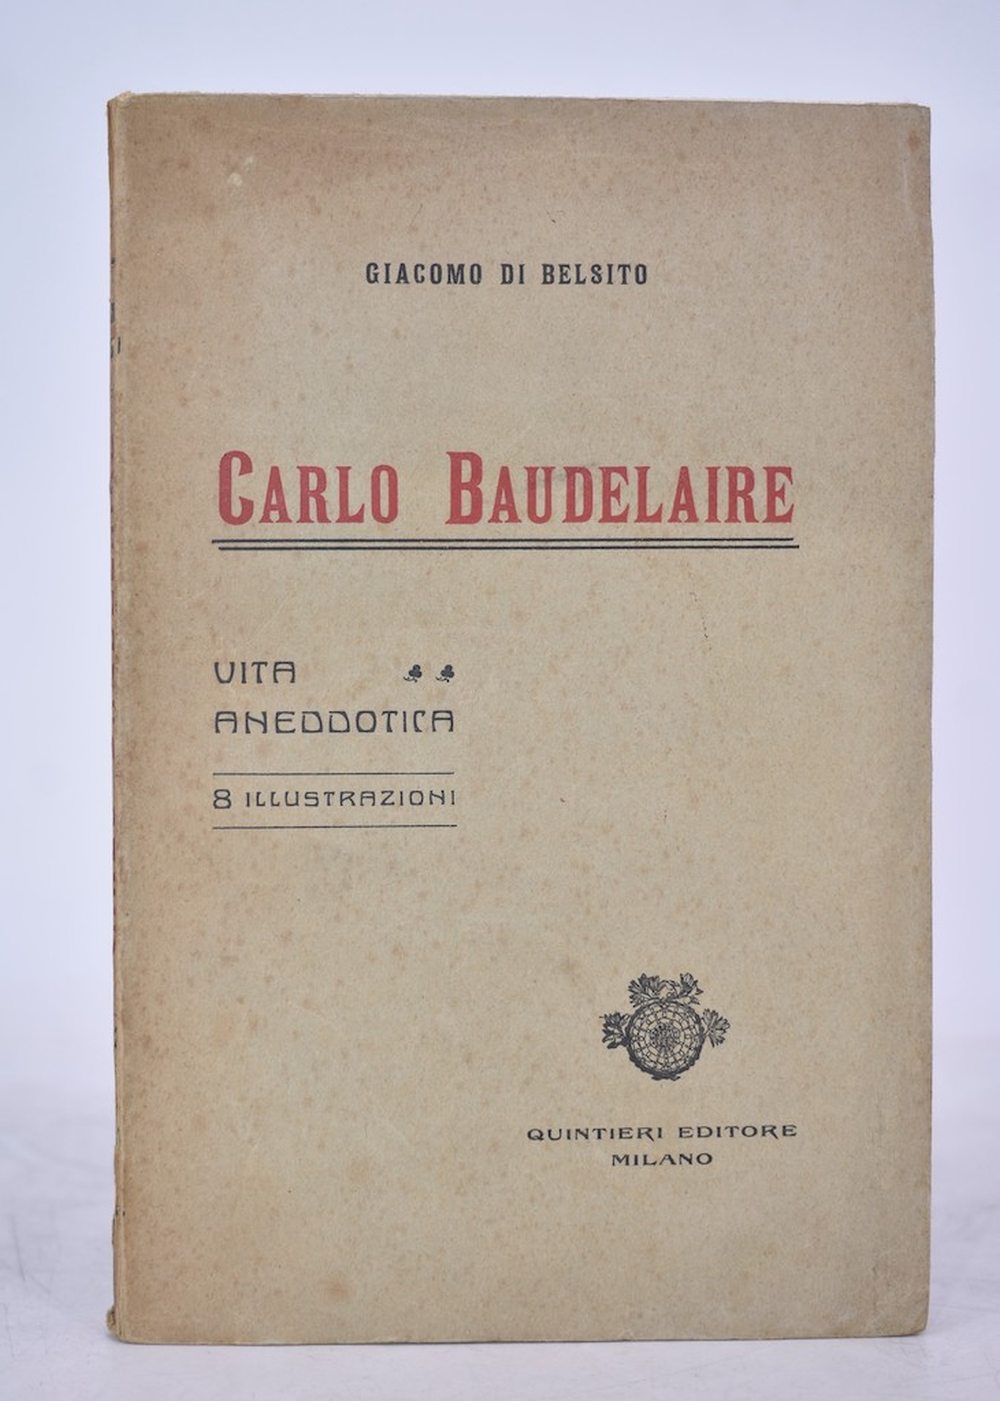 GIACOMO DI BELSITO
CARLO BAUDELAIRE
VITA
ANEDDOTICA
8 ILLUSTRAZIONI
QUINTIERI EDITORE
MILANO